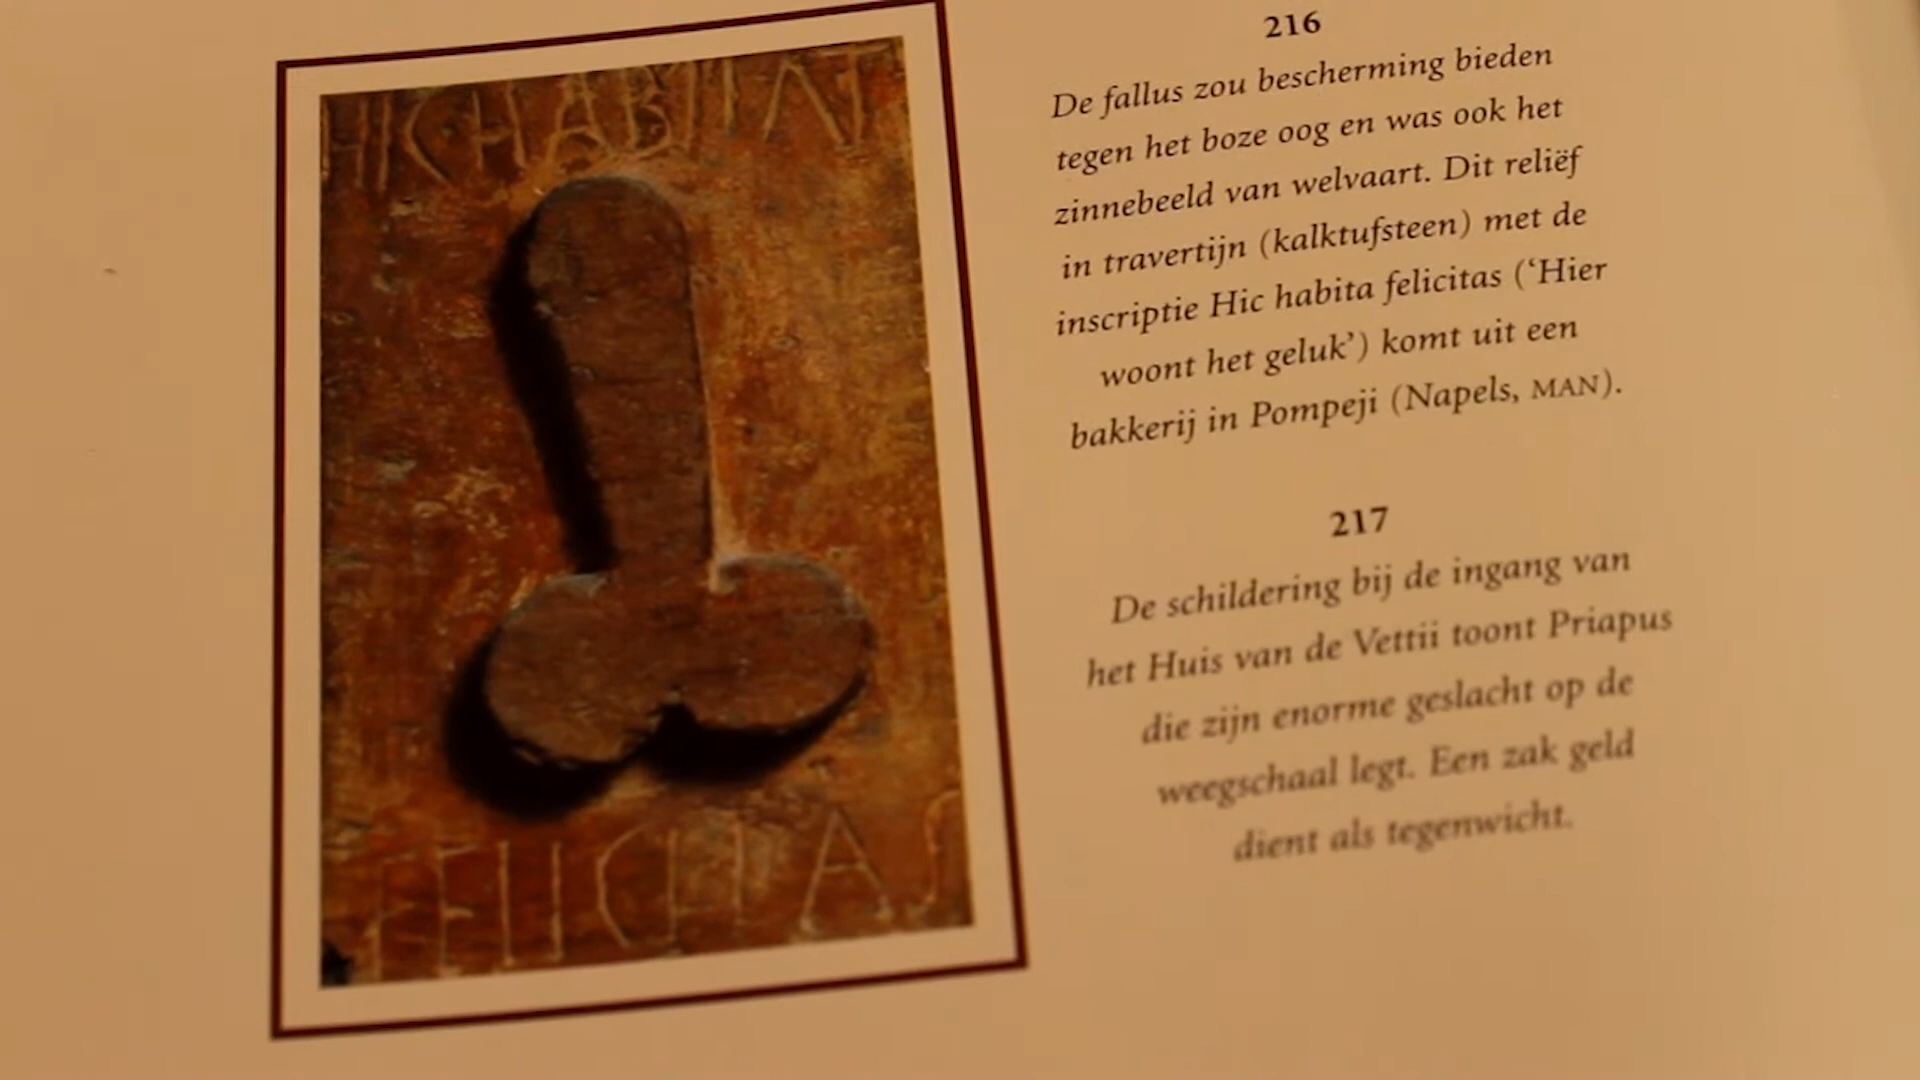 HIC HABITAT
FELICITAS
216
De fallus zou bescherming bieden
tegen het boze oog en was ook het
zinnebeeld van welvaart. Dit reliëf
in travertijn (kalktufsteen) met de
inscriptie Hic habita felicitas (‘Hier
woont het geluk’) komt uit een
bakkerij in Pompeji (Napels, MAN).
217
De schildering bij de ingang van
het Huis van de Vettii toont Priapus
die zijn enorme geslacht op de
weegschaal legt. Een zak geld
dient als tegenwicht.